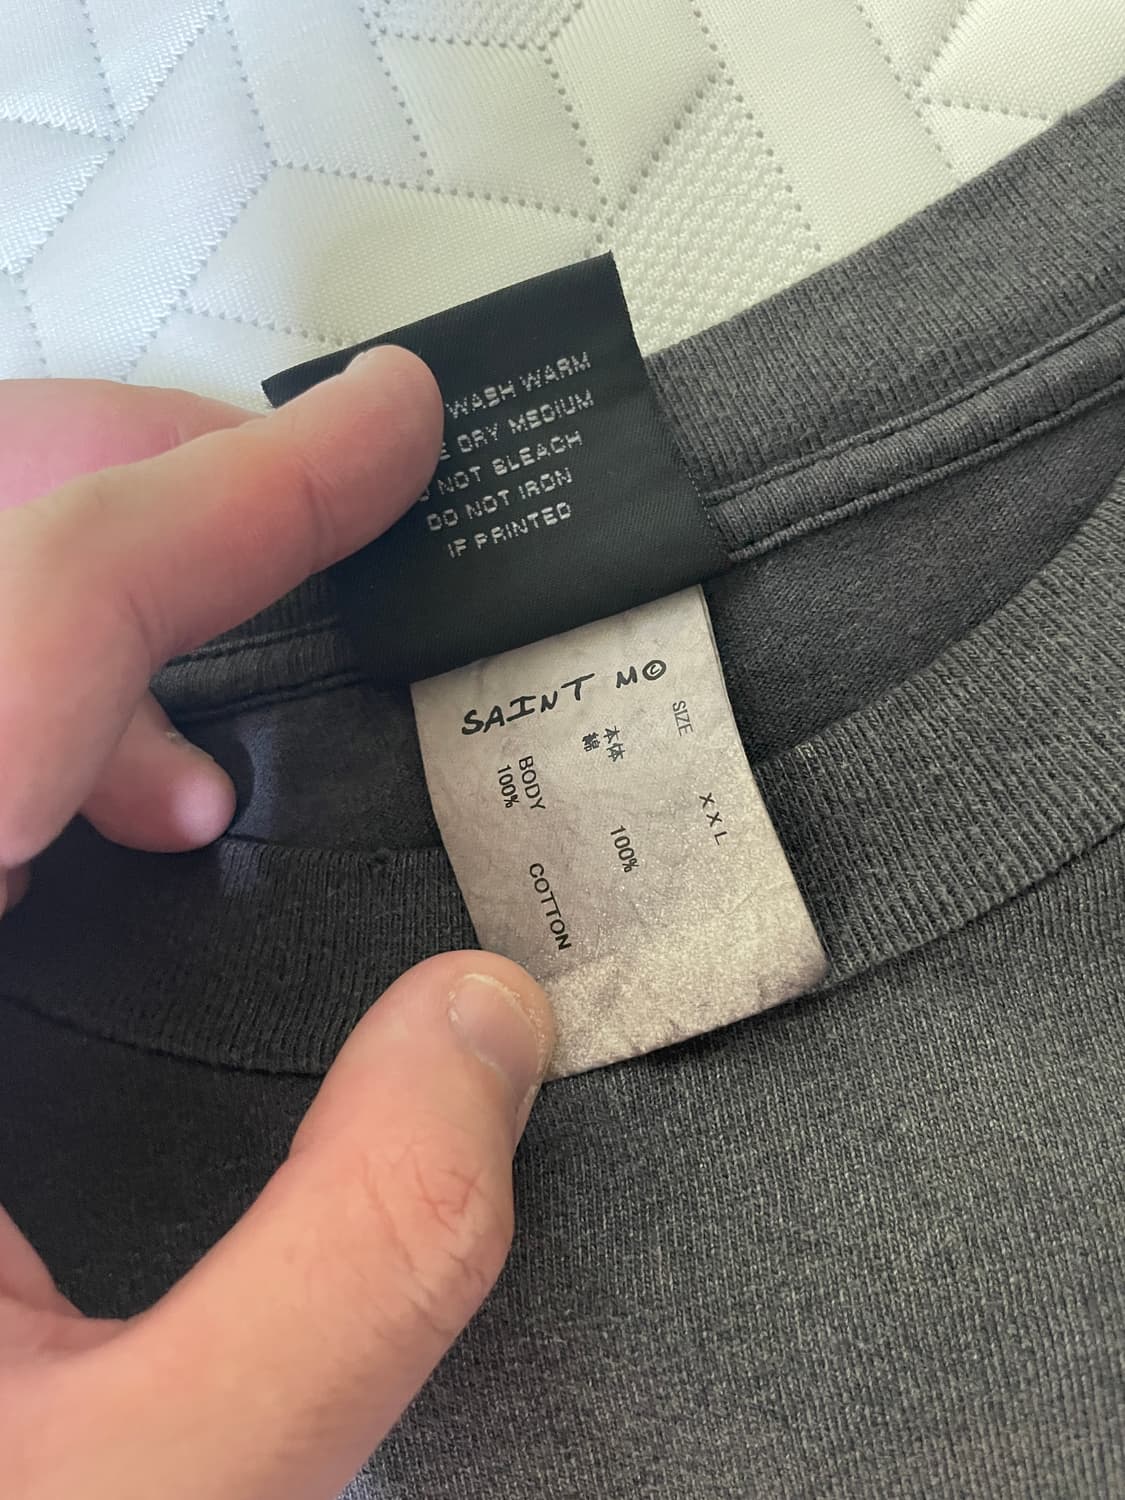 WASH WARM
DRY MEDIUM
NOT BLEACH
DO NOT IRON
IF PRINTED
SAINT M
SIZE XXL
本体
綿 100%
BODY
100% COTTON